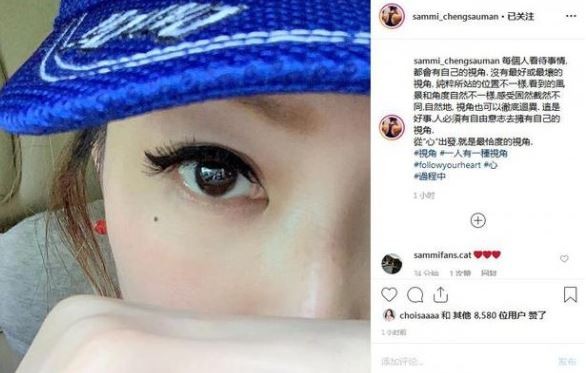 sammi_chengsauman • 已关注
sammi_chengsauman 每個人看待事情,
都會有自己的視角. 沒有最好或最壞的
視角, 純粹所站的位置不一樣,看到的風
景和角度自然不一樣,感受固然截然不
同.自然地, 視角也可以徹底迴異. 這是
好事.人必須有自由意志去擁有自己的
視角.
從“心”出發.就是最恰度的視角.
#視角 #一人有一種視角
#followyourheart #心
#過程中
1 小时
sammifans.cat ❤❤❤
choisaaaa 和 其他 8,580 位用户 赞了
1 小时前
添加评论...
发布